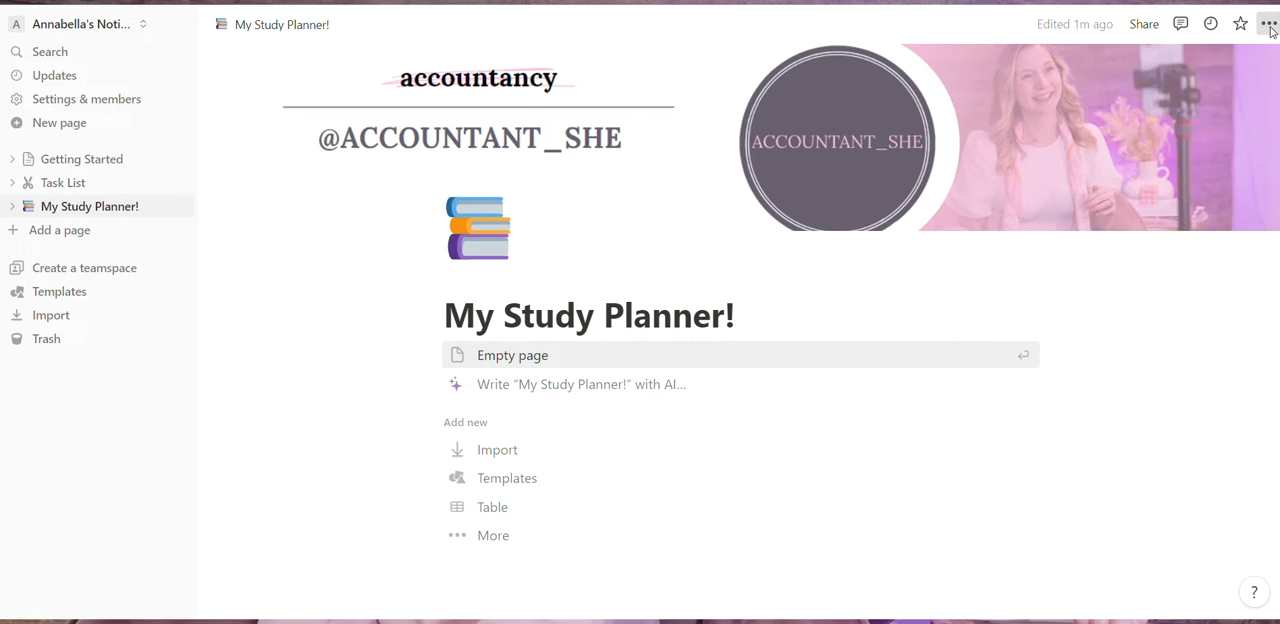 A Annabella's Noti...
My Study Planner!
Edited 1m ago
Share
Search
Updates
Settings & members
New page
Getting Started
Task List
My Study Planner!
Add a page
Create a teamspace
Templates
Import
Trash
accountancy
@ACCOUNTANT_SHE
ACCOUNTANT_SHE
My Study Planner!
Empty page
Write “My Study Planner!” with AI...
Add new
Import
Templates
Table
More
?